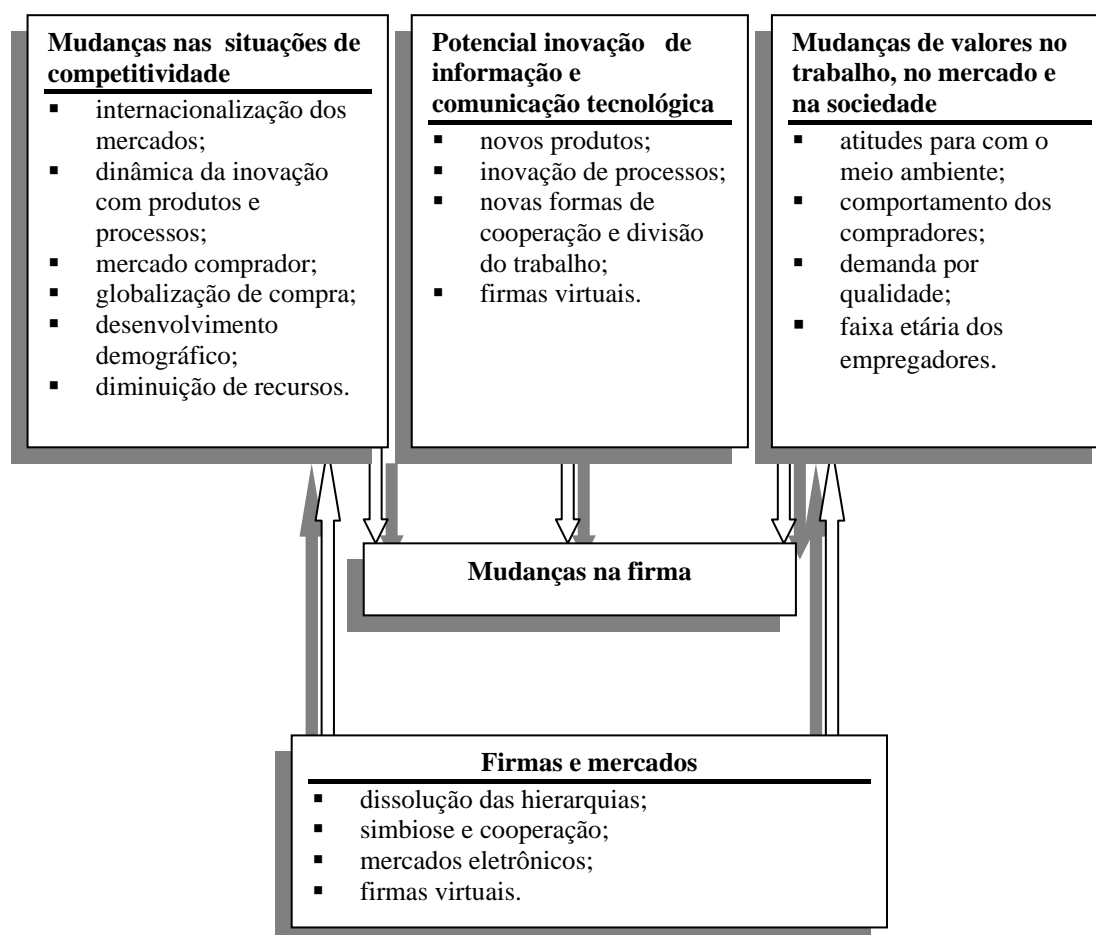 Mudanças nas situações de
competitividade
▪ internacionalização dos
mercados;
▪ dinâmica da inovação
com produtos e
processos;
▪ mercado comprador;
▪ globalização de compra;
▪ desenvolvimento
demográfico;
▪ diminuição de recursos.
Potencial inovação de
informação e
comunicação tecnológica
▪ novos produtos;
▪ inovação de processos;
▪ novas formas de
cooperação e divisão
do trabalho;
▪ firmas virtuais.
Mudanças de valores no
trabalho, no mercado e
na sociedade
▪ atitudes para com o
meio ambiente;
▪ comportamento dos
compradores;
▪ demanda por
qualidade;
▪ faixa etária dos
empregadores.
Mudanças na firma
Firmas e mercados
▪ dissolução das hierarquias;
▪ simbiose e cooperação;
▪ mercados eletrônicos;
▪ firmas virtuais.